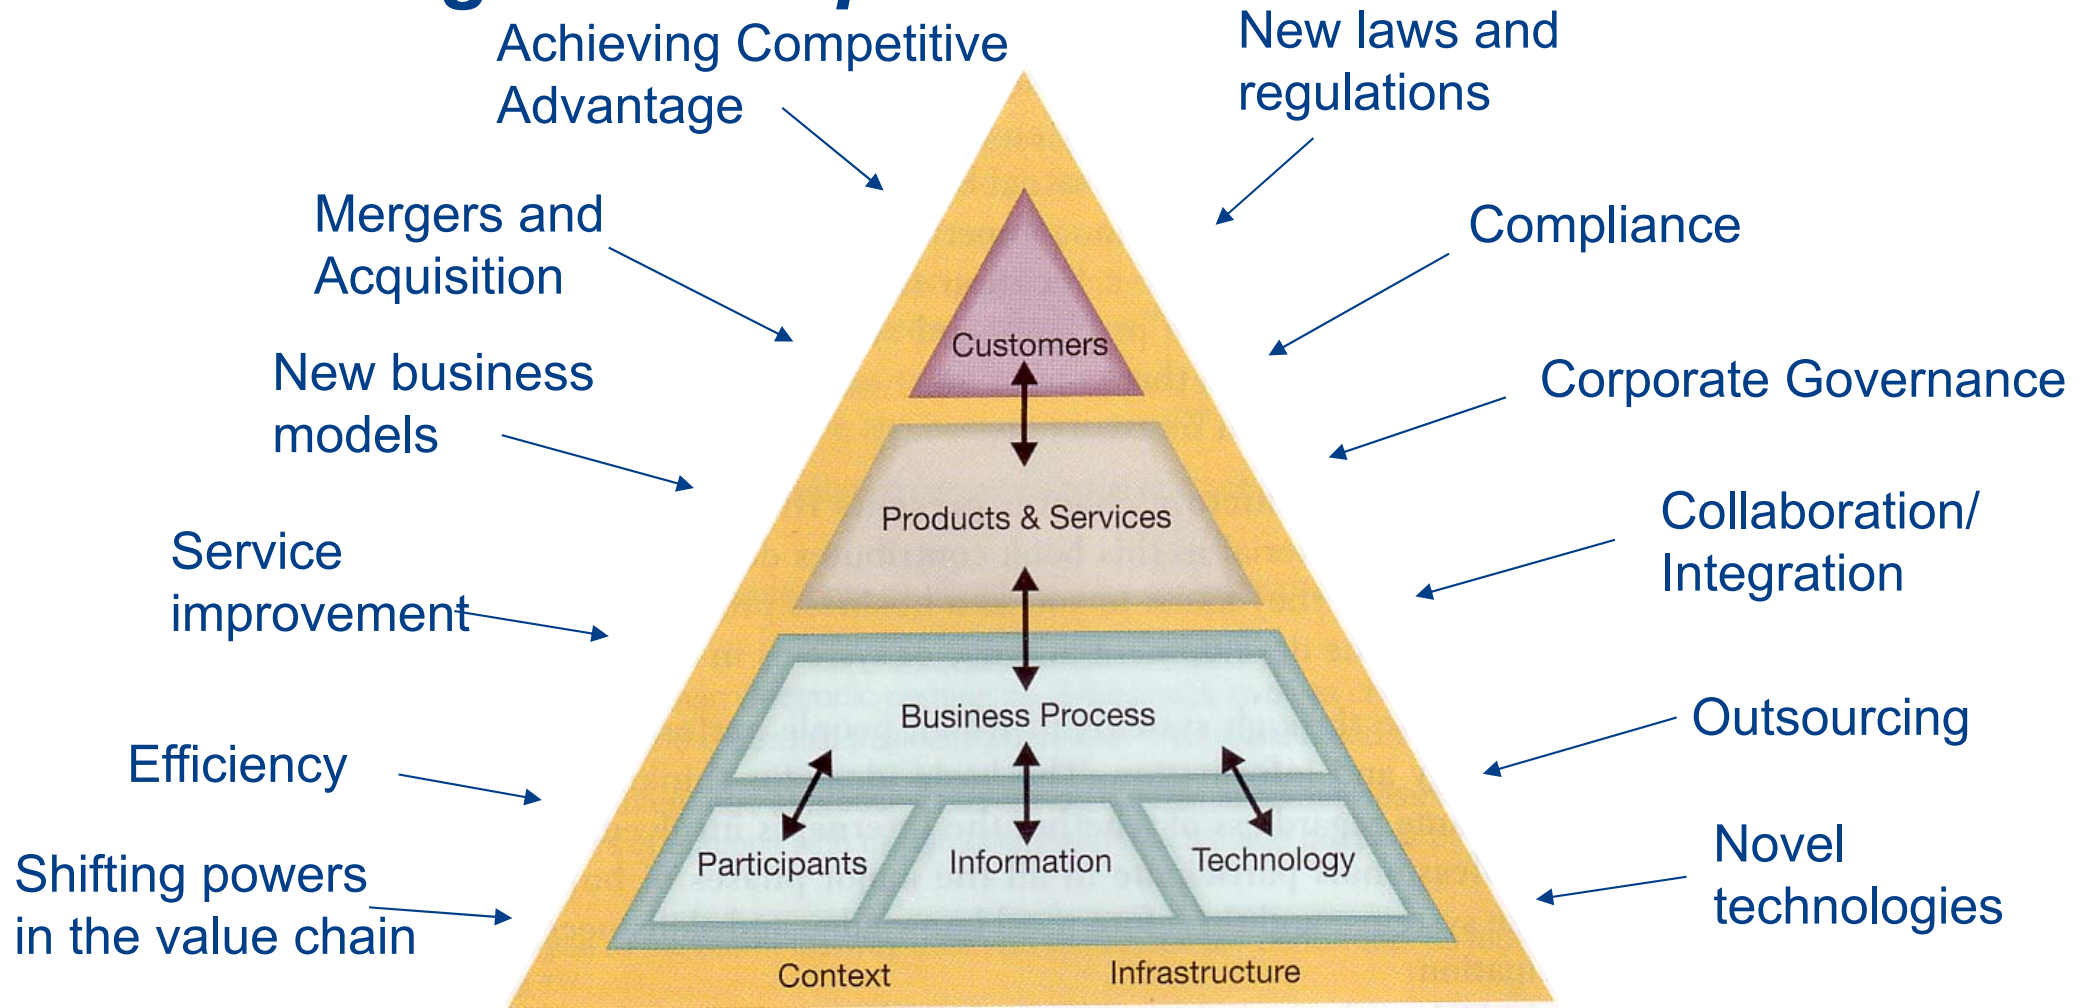 Achieving Competitive
Advantage
New laws and
regulations
Mergers and
Acquisition
Compliance
New business
models
Corporate Governance
Service
improvement
Collaboration/
Integration
Efficiency
Outsourcing
Shifting powers
in the value chain
Novel
technologies
Customers
Products & Services
Business Process
Participants
Information
Technology
Context
Infrastructure